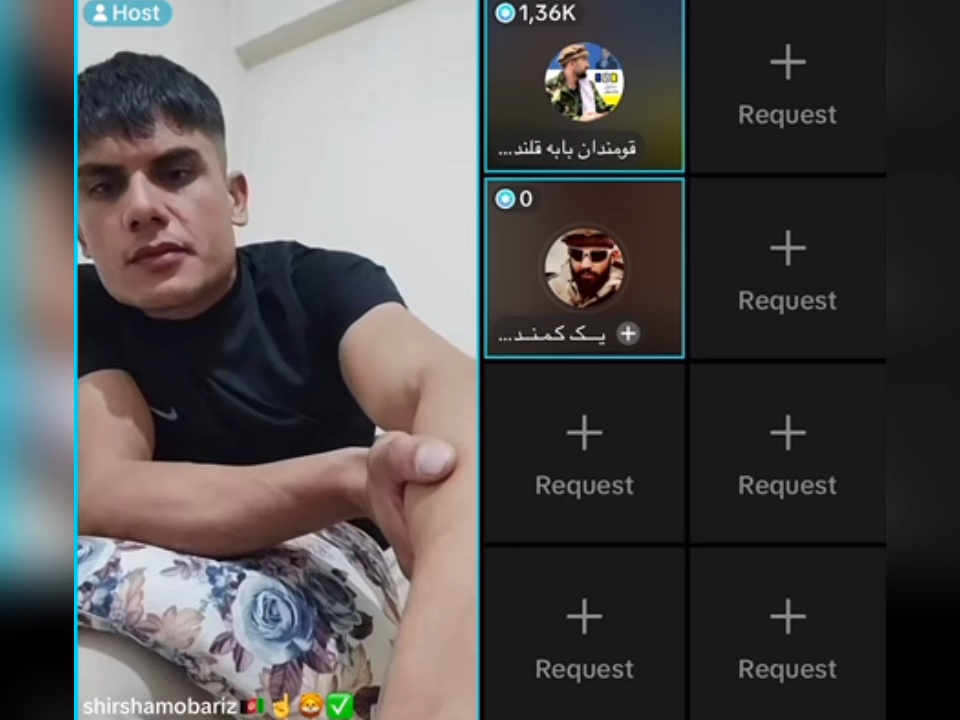 Host
shirshamobariz🇦🇫☝️🦁✅
1,36K
قومندان بابه قلند...
Request
0
یـک کمنـد...
Request
Request
Request
Request
Request